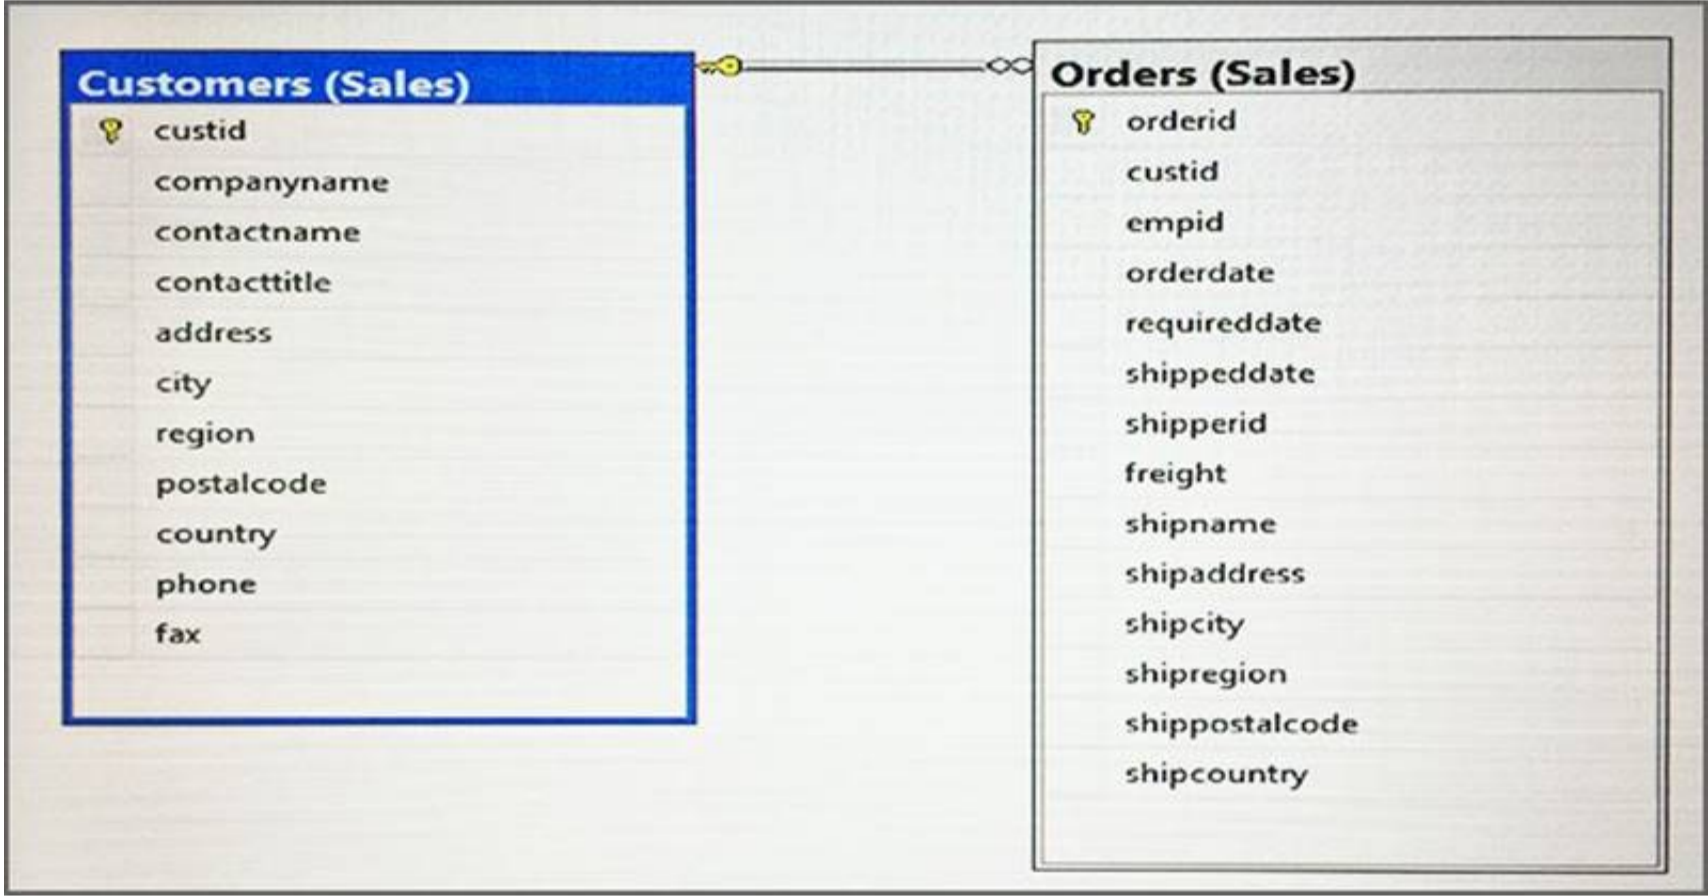 Customers (Sales)
custid
companyname
contactname
contacttitle
address
city
region
postalcode
country
phone
fax
Orders (Sales)
orderid
custid
empid
orderdate
requireddate
shippeddate
shipperid
freight
shipname
shipaddress
shipcity
shipregion
shippostalcode
shipcountry